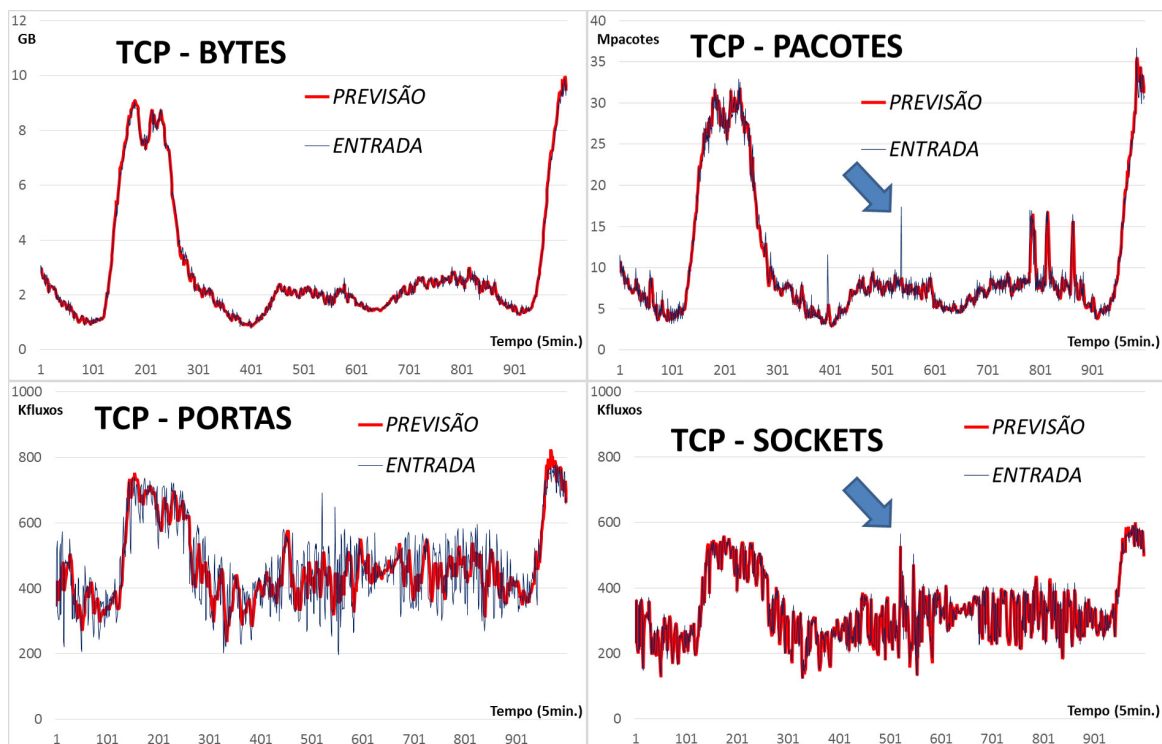 12
GB
TCP - BYTES
10
PREVISÃO
8
ENTRADA
6
4
2
Tempo (5min.)
0
1 101 201 301 401 501 601 701 801 901
40
Mpacotes
TCP - PACOTES
35
PREVISÃO
30
25
ENTRADA
20
15
10
5
Tempo (5min.)
0
1 101 201 301 401 501 601 701 801 901
1000
Kfluxos
TCP - PORTAS
PREVISÃO
800
ENTRADA
600
400
200
Tempo (5min.)
0
1 101 201 301 401 501 601 701 801 901
1000
Kfluxos
PREVISÃO
TCP - SOCKETS
800
ENTRADA
600
400
200
Tempo (5min.)
0
1 101 201 301 401 501 601 701 801 901